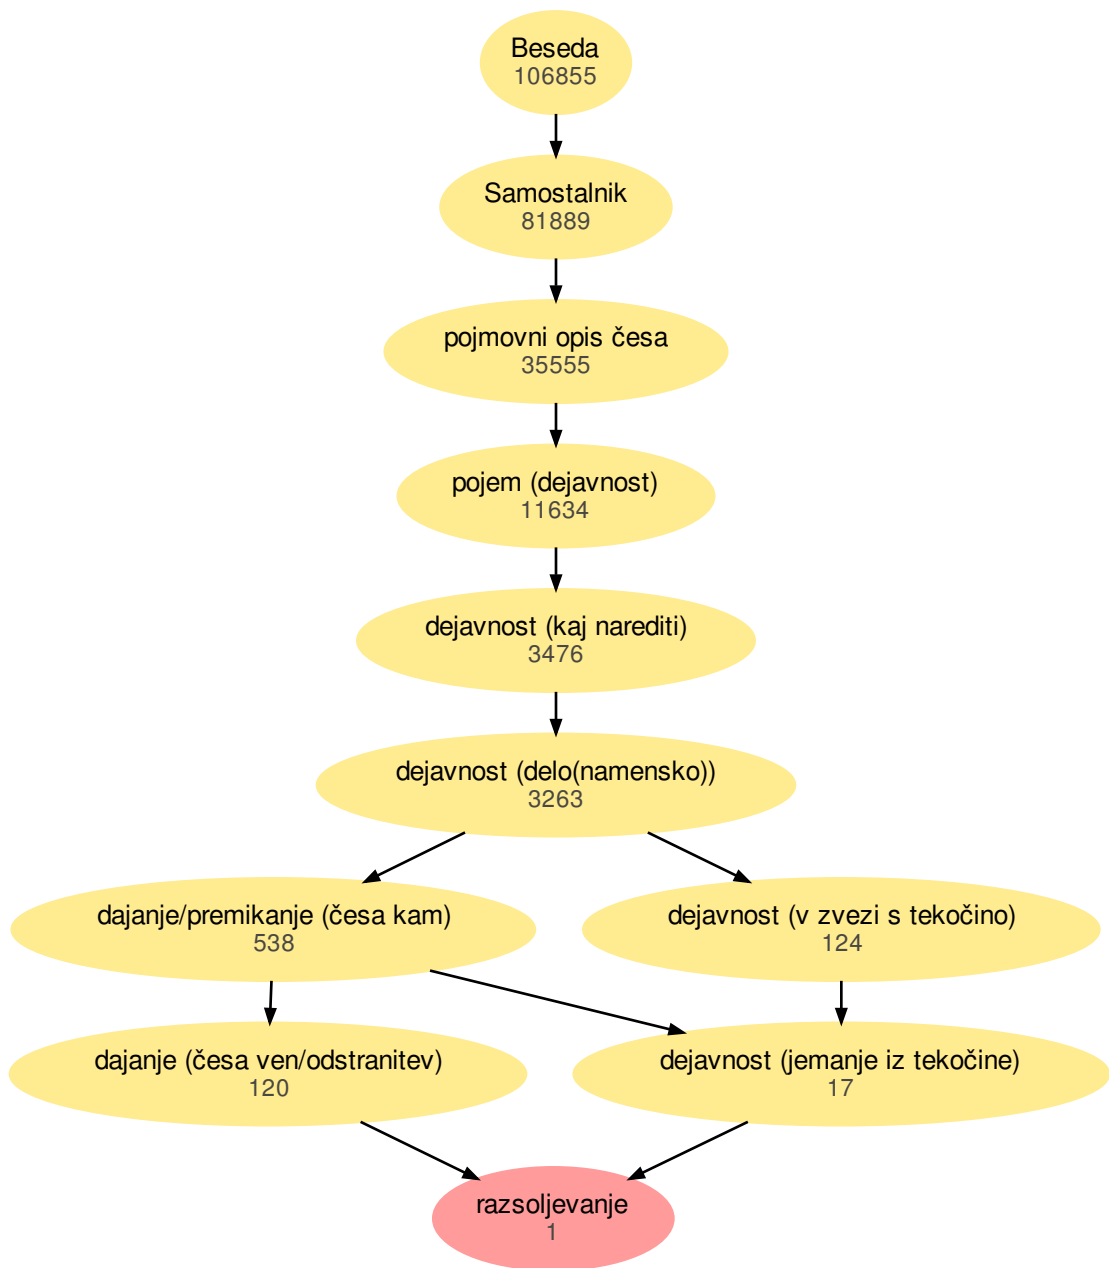 Beseda
106855
Samostalnik
81889
pojmovni opis česa
35555
pojem (dejavnost)
11634
dejavnost (kaj narediti)
3476
dejavnost (delo(namensko))
3263
dajanje/premikanje (česa kam)
538
dejavnost (v zvezi s tekočino)
124
dajanje (česa ven/odstranitev)
120
dejavnost (jemanje iz tekočine)
17
razsoljevanje
1